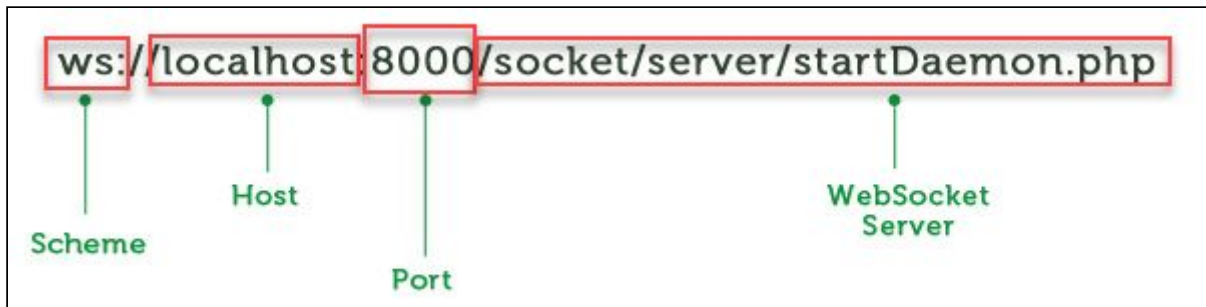 ws://localhost:8000/socket/server/startDaemon.php
Host
WebSocket
Server
Scheme
Port